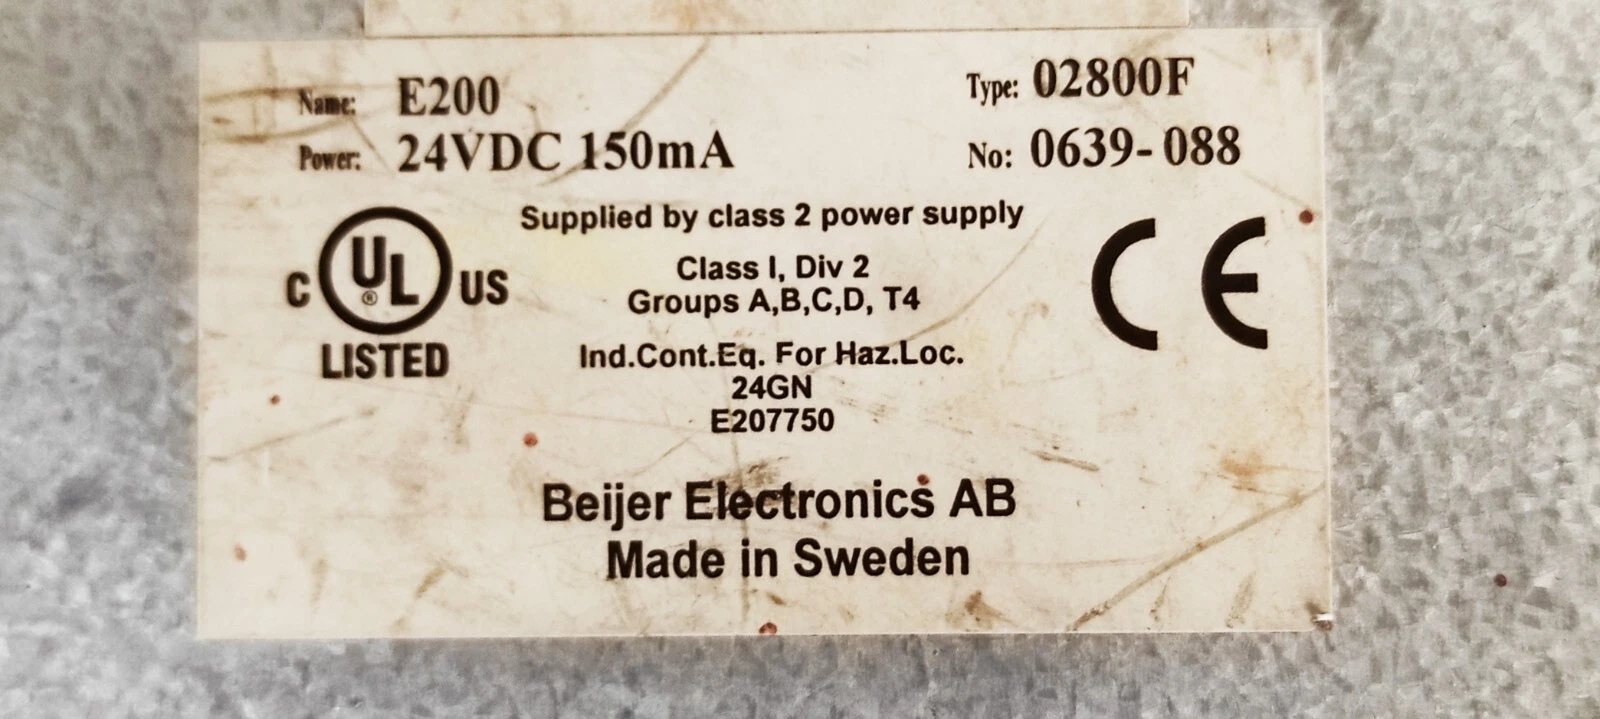 Name: E200
Type: 02800F
Power: 24VDC 150mA
No: 0639-088
Supplied by class 2 power supply
Class I, Div 2
Groups A,B,C,D, T4
C UL® US
LISTED
CE
Ind.Cont.Eq. For Haz.Loc.
24GN
E207750
Beijer Electronics AB
Made in Sweden